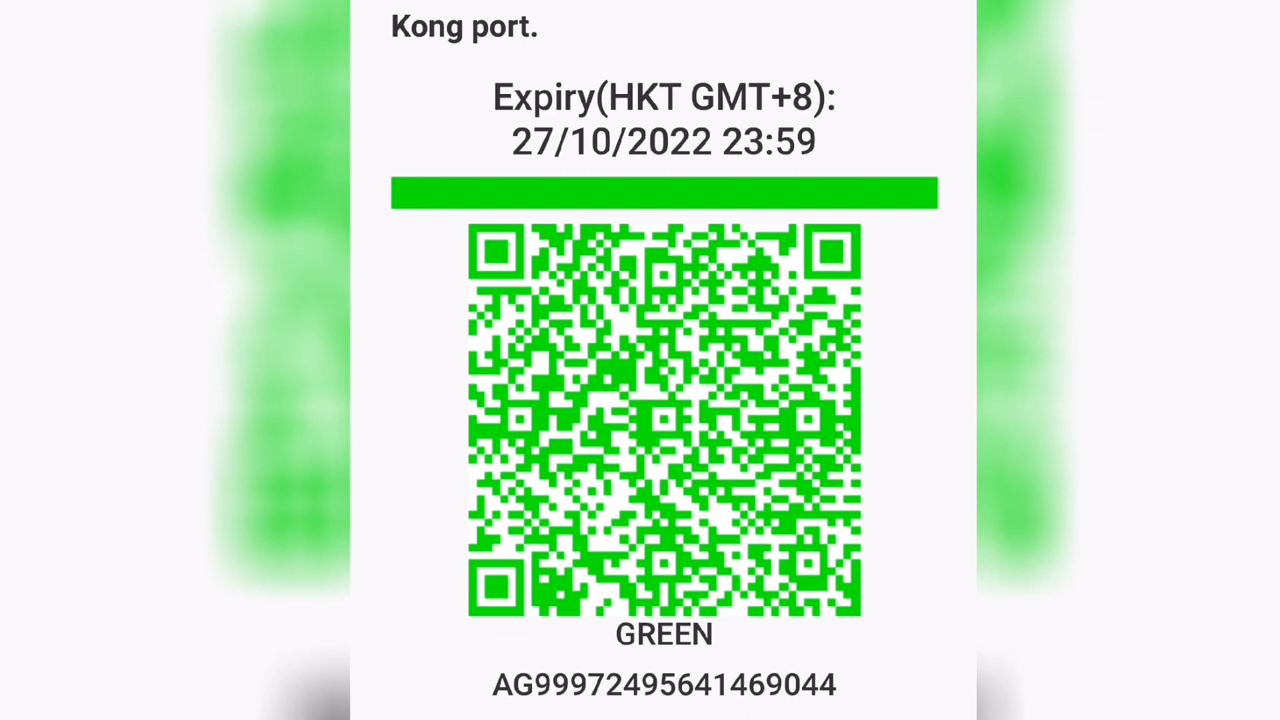 Kong port.
Expiry(HKT GMT+8):
27/10/2022 23:59
GREEN
AG99972495641469044